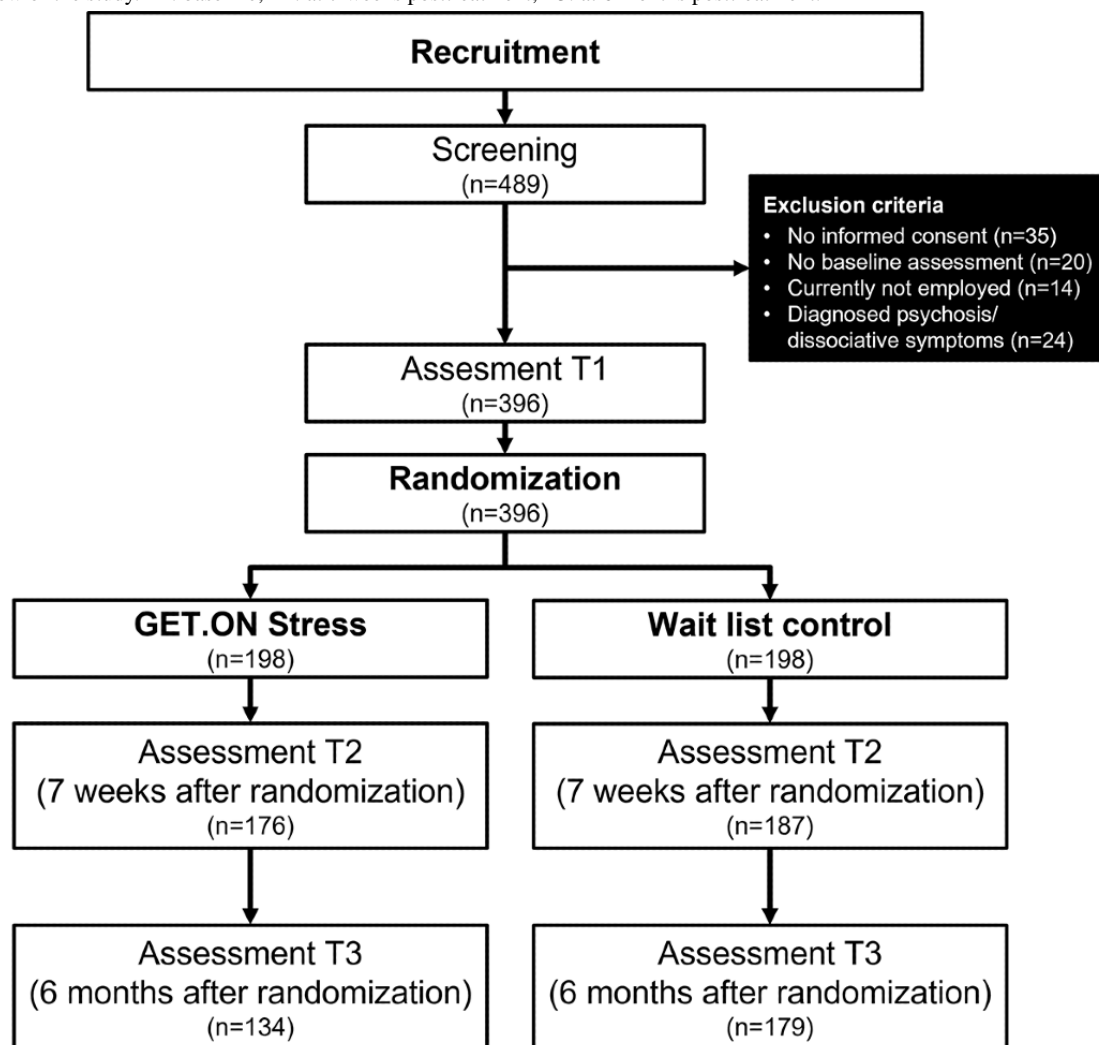 Recruitment
Screening
(n=489)
Exclusion criteria
• No informed consent (n=35)
• No baseline assessment (n=20)
• Currently not employed (n=14)
• Diagnosed psychosis/
dissociative symptoms (n=24)
Assesment T1
(n=396)
Randomization
(n=396)
GET.ON Stress
(n=198)
Wait list control
(n=198)
Assessment T2
(7 weeks after randomization)
(n=176)
Assessment T2
(7 weeks after randomization)
(n=187)
Assessment T3
(6 months after randomization)
(n=134)
Assessment T3
(6 months after randomization)
(n=179)